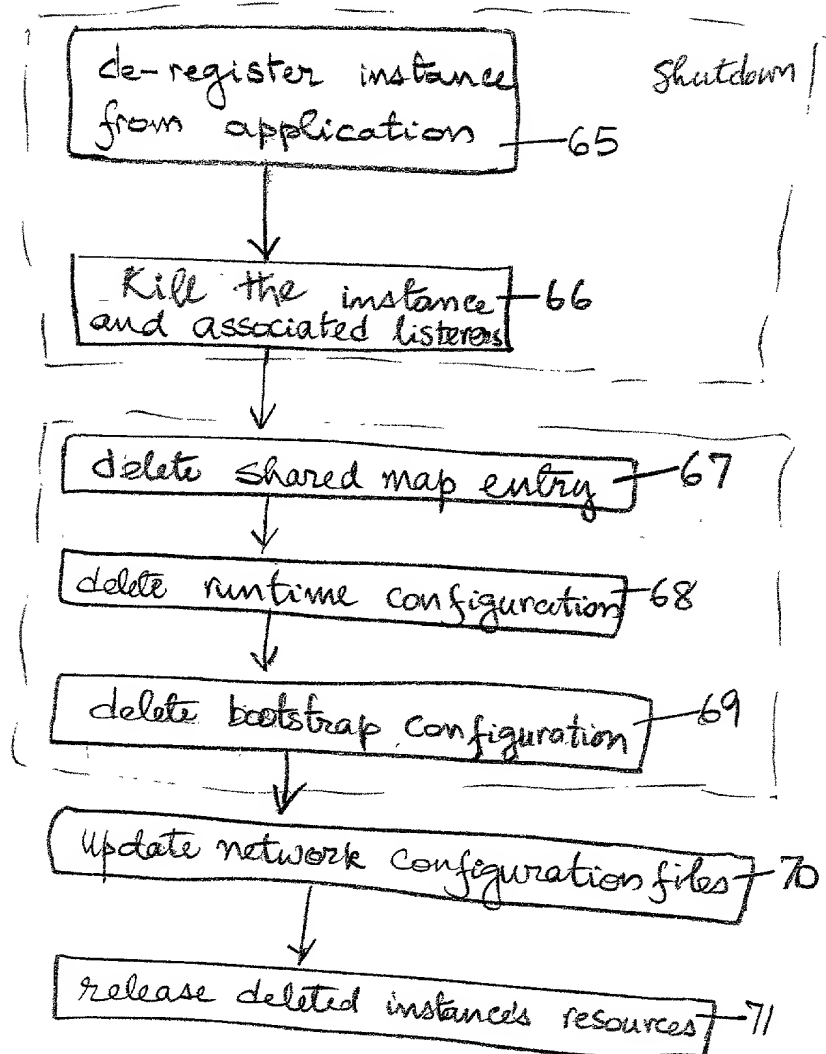 de-register instance
from application
65
Shutdown
Kill the instance
and associated listeners
66
delete shared map entry
67
delete runtime configuration
68
delete bootstrap configuration
69
update network configuration files
70
release deleted instance's resources
71